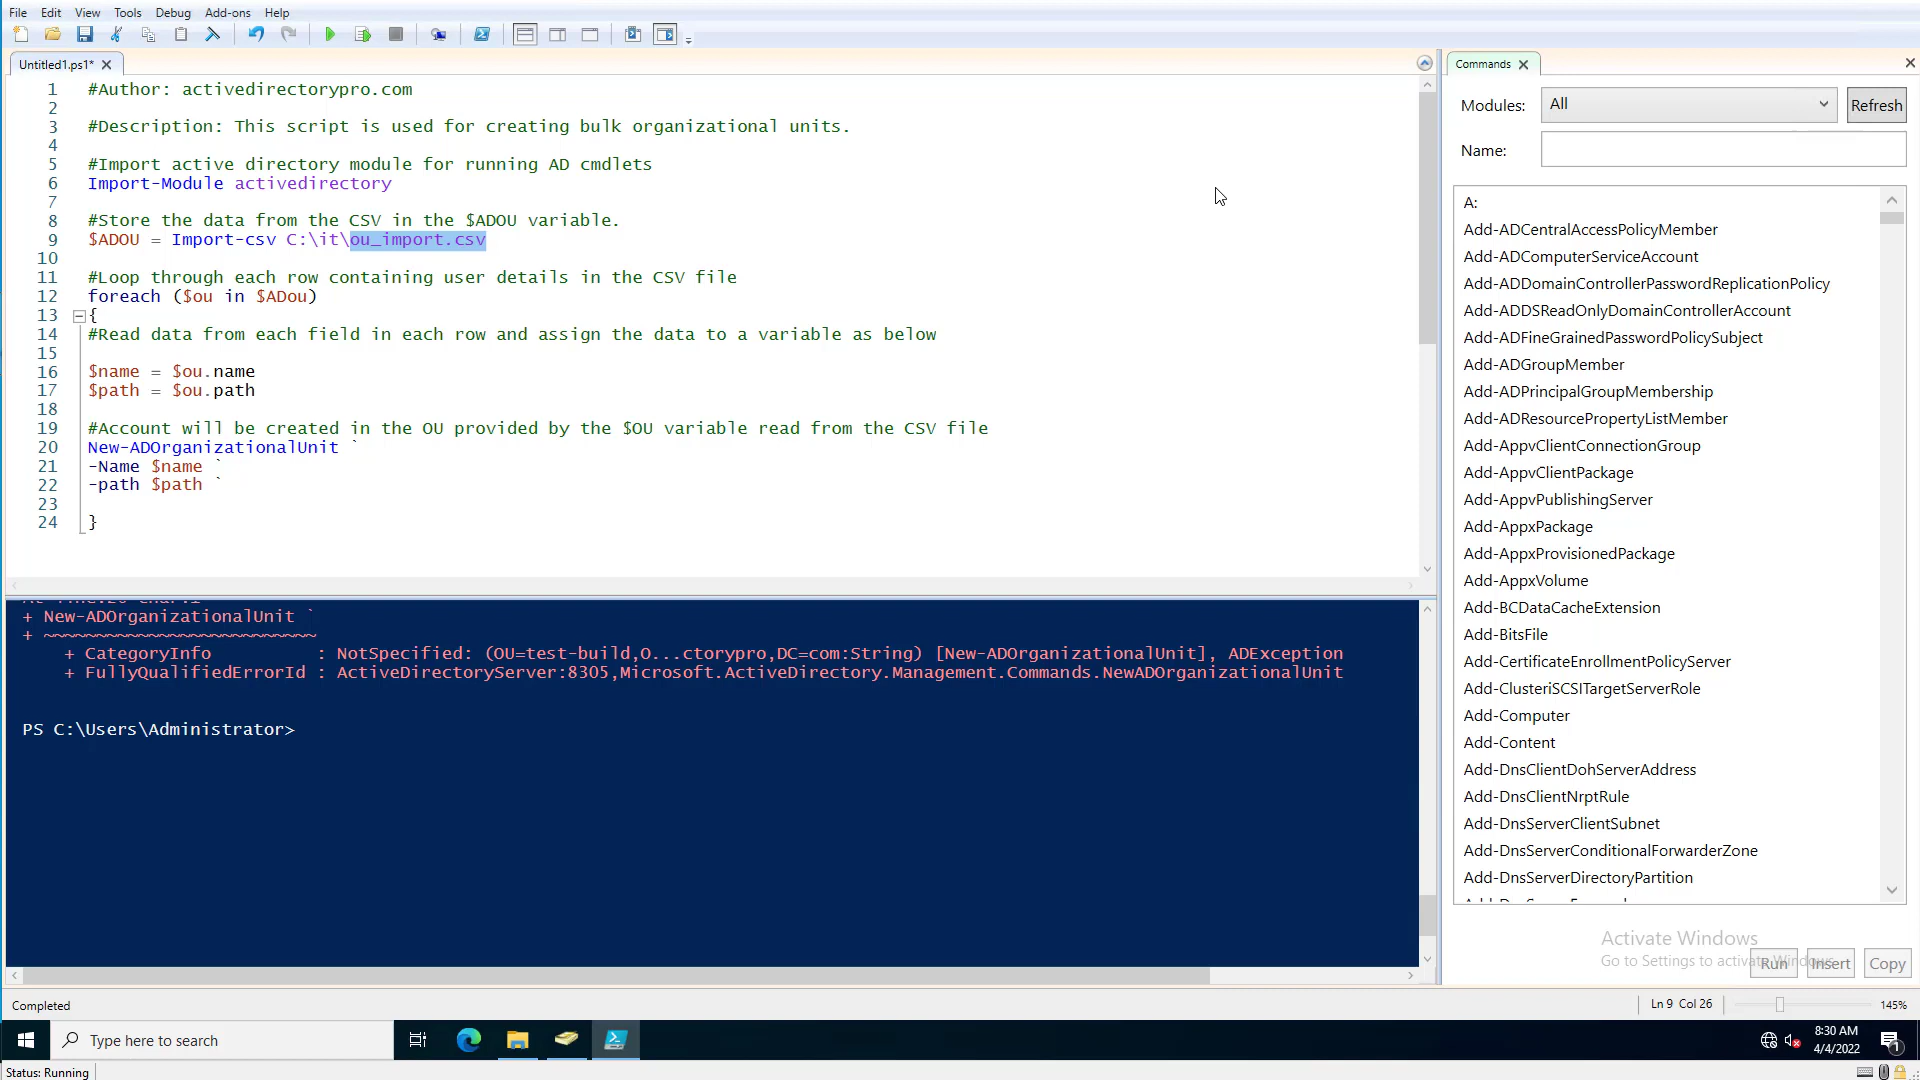 File Edit View Tools Debug Add-ons Help
Untitled1.ps1*
1 #Author: activedirectorypro.com
2
3 #Description: This script is used for creating bulk organizational units.
4
5 #Import active directory module for running AD cmdlets
6 Import-Module activedirectory
7
8 #Store the data from the CSV in the $ADOU variable.
9 $ADOU = Import-csv C:\it\ou_import.csv
10
11 #Loop through each row containing user details in the CSV file
12 foreach ($ou in $ADou)
13 {
14 #Read data from each field in each row and assign the data to a variable as below
15
16 $name = $ou.name
17 $path = $ou.path
18
19 #Account will be created in the OU provided by the $OU variable read from the CSV file
20 New-ADOrganizationalUnit `
21 -Name $name `
22 -path $path `
23
24 }
+ New-ADOrganizationalUnit `
+ ~~~~~~~~~~~~~~~~~~~~~~~~~~
+ CategoryInfo : NotSpecified: (OU=test-build,O...ctorypro,DC=com:String) [New-ADOrganizationalUnit], ADException
+ FullyQualifiedErrorId : ActiveDirectoryServer:8305,Microsoft.ActiveDirectory.Management.Commands.NewADOrganizationalUnit
PS C:\Users\Administrator>
Commands
Modules: All Refresh
Name:
A:
Add-ADCentralAccessPolicyMember
Add-ADComputerServiceAccount
Add-ADDomainControllerPasswordReplicationPolicy
Add-ADDSReadOnlyDomainControllerAccount
Add-ADFineGrainedPasswordPolicySubject
Add-ADGroupMember
Add-ADPrincipalGroupMembership
Add-ADResourcePropertyListMember
Add-AppvClientConnectionGroup
Add-AppvClientPackage
Add-AppvPublishingServer
Add-AppxPackage
Add-AppxProvisionedPackage
Add-AppxVolume
Add-BCDataCacheExtension
Add-BitsFile
Add-CertificateEnrollmentPolicyServer
Add-ClusteriSCSITargetServerRole
Add-Computer
Add-Content
Add-DnsClientDohServerAddress
Add-DnsClientNrptRule
Add-DnsServerClientSubnet
Add-DnsServerConditionalForwarderZone
Add-DnsServerDirectoryPartition
Activate Windows
Go to Settings to activate Windows.
Run Insert Copy
Completed
Ln 9 Col 26
145%
Type here to search
8:30 AM
4/4/2022
1
Status: Running